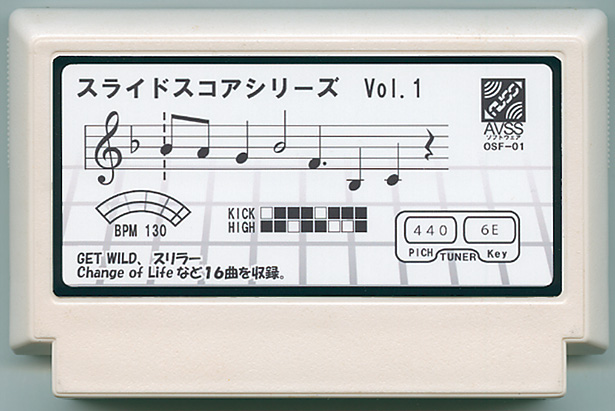 スライドスコアシリーズ Vol.1
AVSS
ソフトウェア
OSF-01
BPM 130
KICK
HIGH
440 6E
PICH TUNER Key
GET WILD、スリラー
Change of Lifeなど16曲を収録。